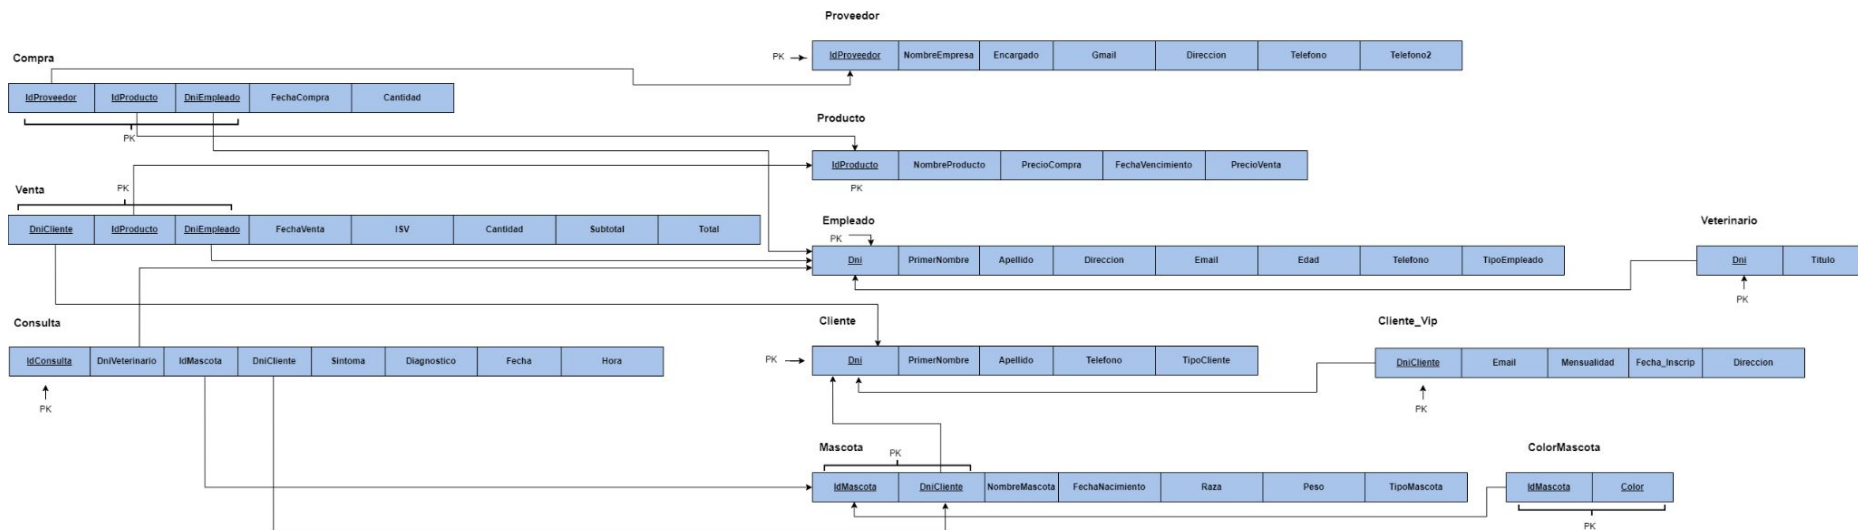 Proveedor
PK IdProveedor NombreEmpresa Encargado Gmail Direccion Telefono Telefono2
Compra
IdProveedor IdProducto DniEmpleado FechaCompra Cantidad
PK
Producto
IdProducto NombreProducto PrecioCompra FechaVencimiento PrecioVenta
PK
Venta
PK
DniCliente IdProducto DniEmpleado FechaVenta ISV Cantidad Subtotal Total
Empleado
PK
Dni PrimerNombre Apellido Direccion Email Edad Telefono TipoEmpleado
Veterinario
Dni Titulo
PK
Consulta
IdConsulta DniVeterinario IdMascota DniCliente Sintoma Diagnostico Fecha Hora
PK
Cliente
PK Dni PrimerNombre Apellido Telefono TipoCliente
Cliente_Vip
DniCliente Email Mensualidad Fecha_Inscrip Direccion
PK
Mascota
PK
IdMascota DniCliente NombreMascota FechaNacimiento Raza Peso TipoMascota
ColorMascota
IdMascota Color
PK